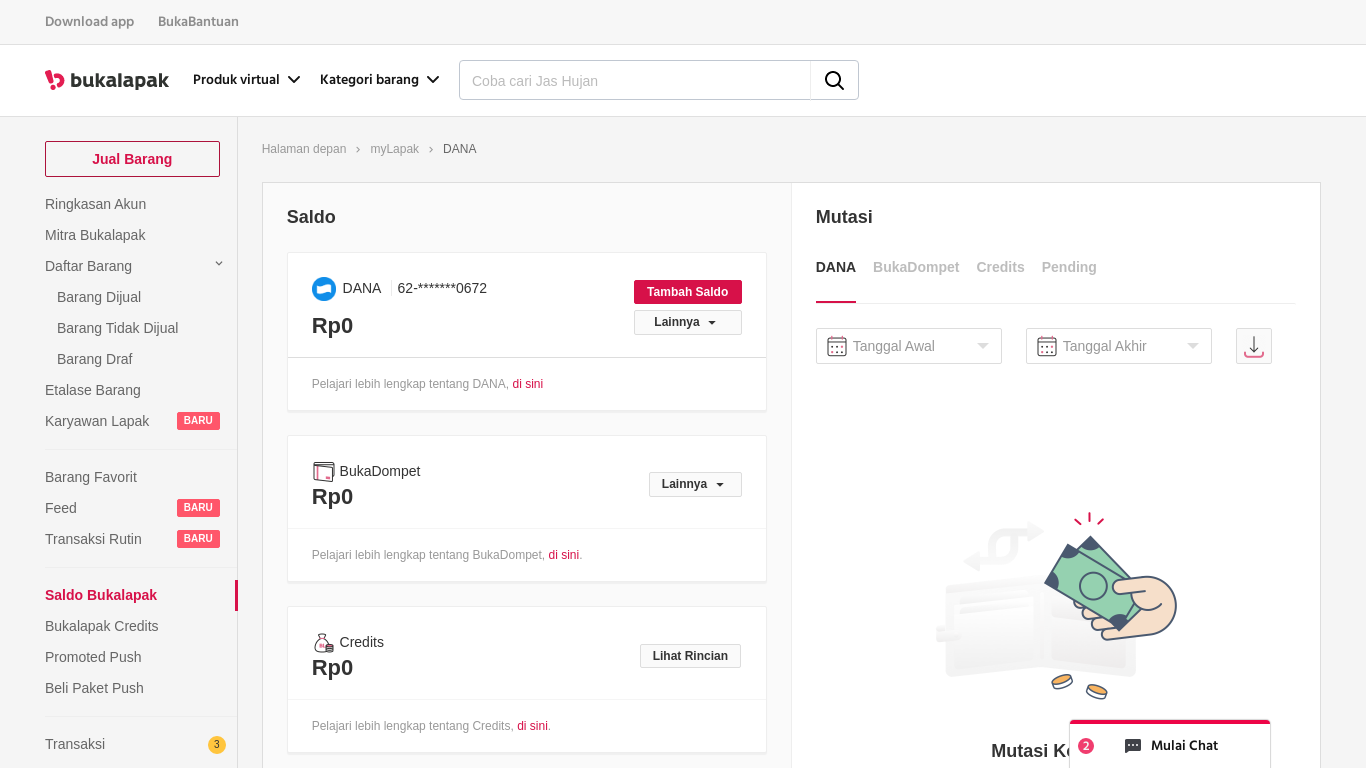 Download app BukaBantuan
bukalapak Produk virtual Kategori barang Coba cari Jas Hujan
Jual Barang
Ringkasan Akun
Mitra Bukalapak
Daftar Barang
Barang Dijual
Barang Tidak Dijual
Barang Draf
Etalase Barang
Karyawan Lapak BARU
Barang Favorit
Feed BARU
Transaksi Rutin BARU
Saldo Bukalapak
Bukalapak Credits
Promoted Push
Beli Paket Push
Transaksi 3
Halaman depan › myLapak › DANA
Saldo
DANA 62-*******0672
Rp0
Tambah Saldo
Lainnya
Pelajari lebih lengkap tentang DANA, di sini
BukaDompet
Rp0
Lainnya
Pelajari lebih lengkap tentang BukaDompet, di sini.
Credits
Rp0
Lihat Rincian
Pelajari lebih lengkap tentang Credits, di sini.
Mutasi
DANA BukaDompet Credits Pending
Tanggal Awal Tanggal Akhir
Mutasi
2 Mulai Chat